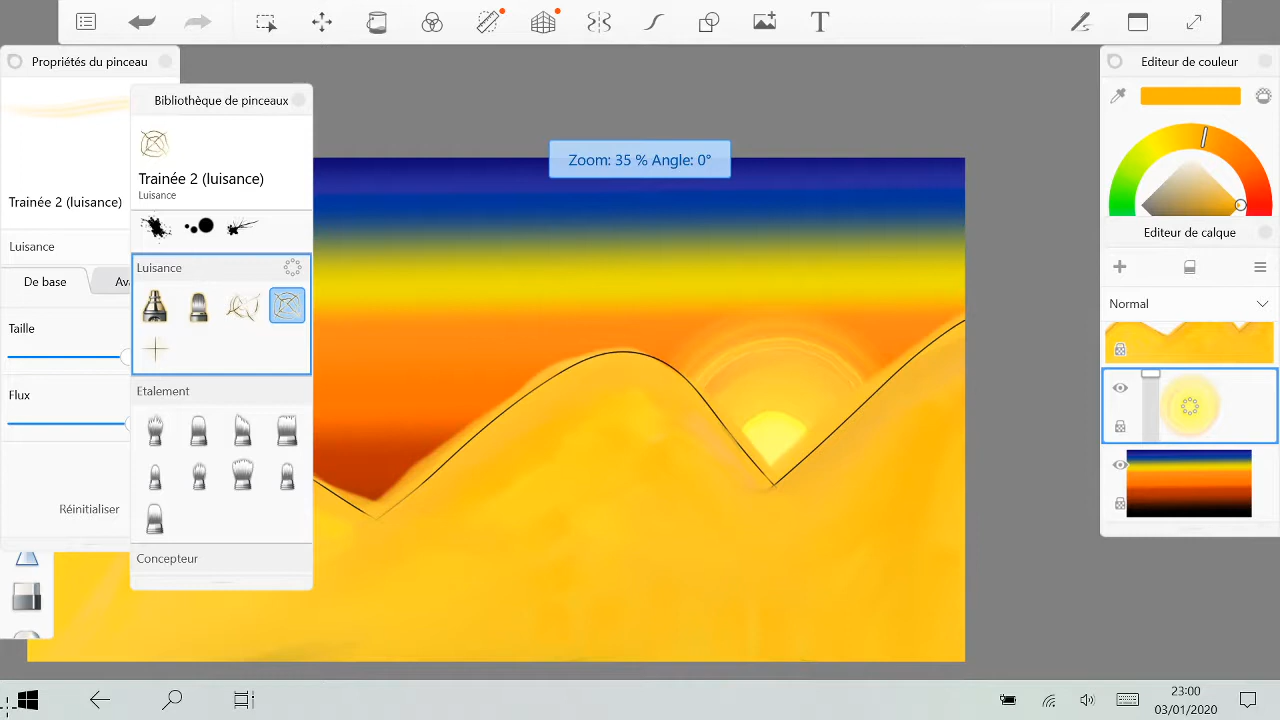 T
Propriétés du pinceau
Editeur de couleur
Bibliothèque de pinceaux
Zoom: 35 % Angle: 0°
Trainée 2 (luisance)
Luisance
Trainée 2 (luisance)
Editeur de calque
Luisance
Luisance
De base
Normal
Taille
Etalement
Flux
Réinitialiser
Concepteur
23:00
03/01/2020